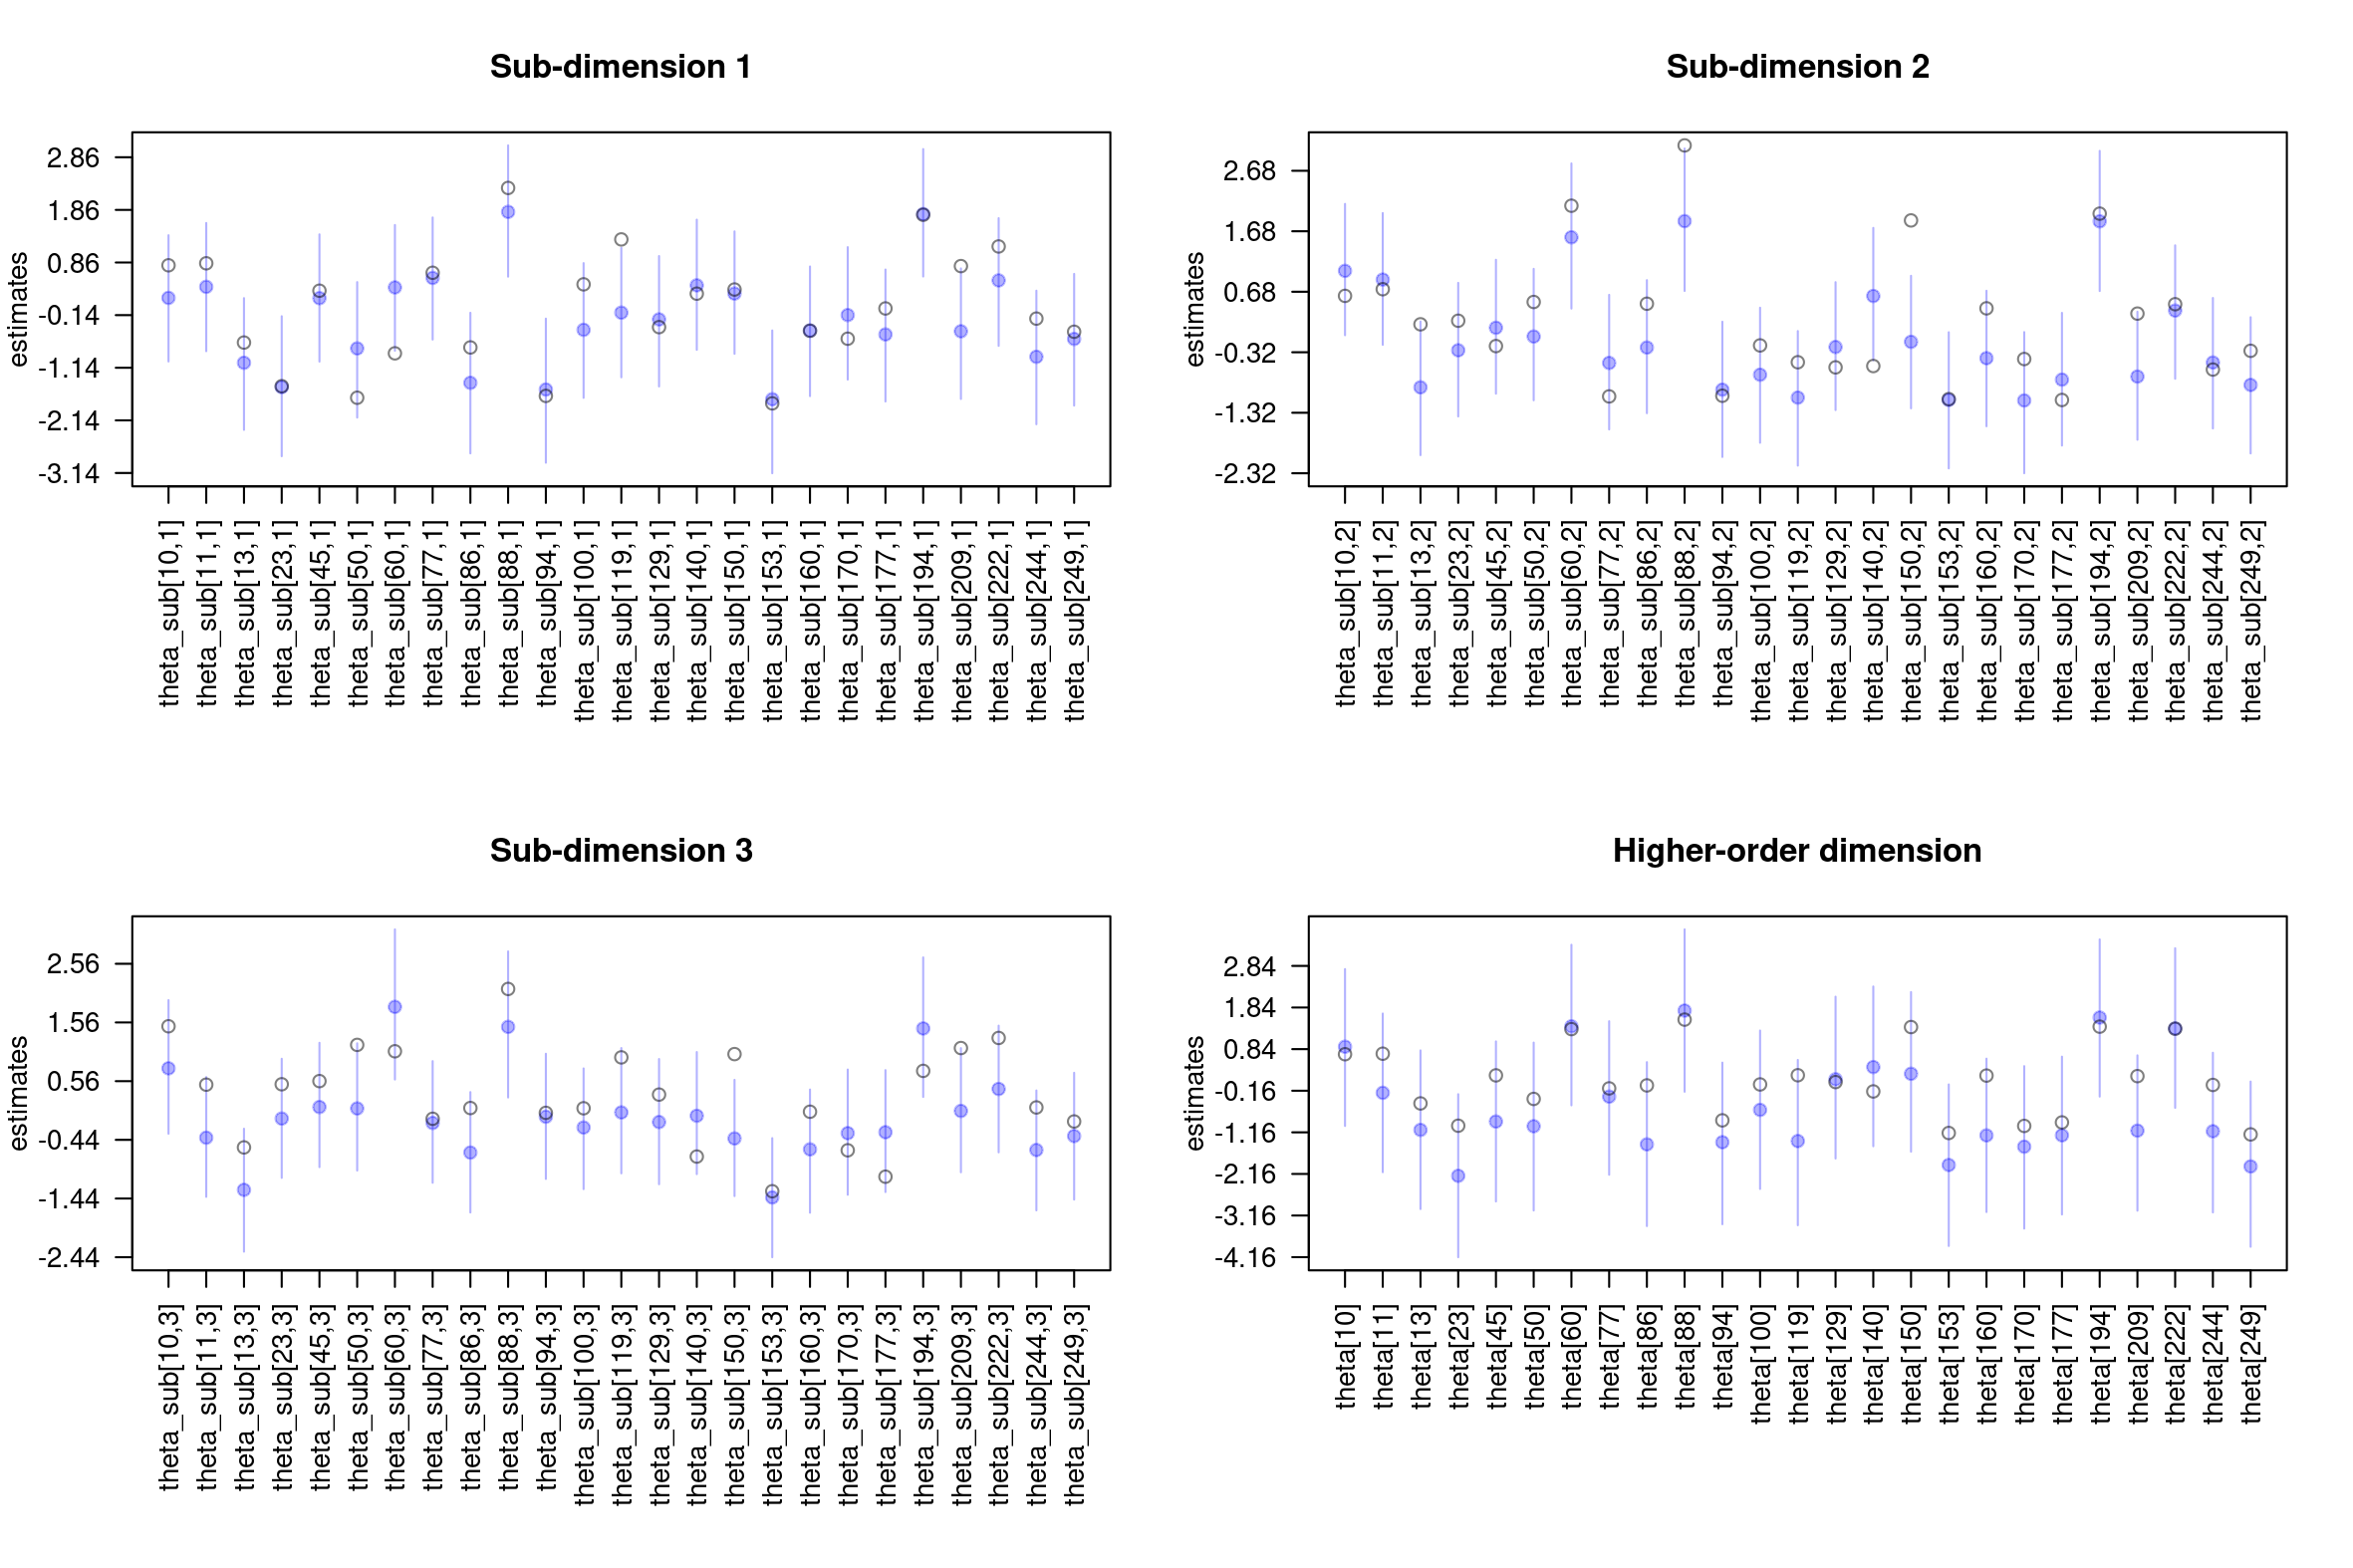 Sub-dimension 1
estimates
2.86
1.86
0.86
-0.14
-1.14
-2.14
-3.14
theta_sub[10,1]
theta_sub[11,1]
theta_sub[13,1]
theta_sub[23,1]
theta_sub[45,1]
theta_sub[50,1]
theta_sub[60,1]
theta_sub[77,1]
theta_sub[86,1]
theta_sub[88,1]
theta_sub[94,1]
theta_sub[100,1]
theta_sub[119,1]
theta_sub[129,1]
theta_sub[140,1]
theta_sub[150,1]
theta_sub[153,1]
theta_sub[160,1]
theta_sub[170,1]
theta_sub[177,1]
theta_sub[194,1]
theta_sub[209,1]
theta_sub[222,1]
theta_sub[244,1]
theta_sub[249,1]
Sub-dimension 2
estimates
2.68
1.68
0.68
-0.32
-1.32
-2.32
theta_sub[10,2]
theta_sub[11,2]
theta_sub[13,2]
theta_sub[23,2]
theta_sub[45,2]
theta_sub[50,2]
theta_sub[60,2]
theta_sub[77,2]
theta_sub[86,2]
theta_sub[88,2]
theta_sub[94,2]
theta_sub[100,2]
theta_sub[119,2]
theta_sub[129,2]
theta_sub[140,2]
theta_sub[150,2]
theta_sub[153,2]
theta_sub[160,2]
theta_sub[170,2]
theta_sub[177,2]
theta_sub[194,2]
theta_sub[209,2]
theta_sub[222,2]
theta_sub[244,2]
theta_sub[249,2]
Sub-dimension 3
estimates
2.56
1.56
0.56
-0.44
-1.44
-2.44
theta_sub[10,3]
theta_sub[11,3]
theta_sub[13,3]
theta_sub[23,3]
theta_sub[45,3]
theta_sub[50,3]
theta_sub[60,3]
theta_sub[77,3]
theta_sub[86,3]
theta_sub[88,3]
theta_sub[94,3]
theta_sub[100,3]
theta_sub[119,3]
theta_sub[129,3]
theta_sub[140,3]
theta_sub[150,3]
theta_sub[153,3]
theta_sub[160,3]
theta_sub[170,3]
theta_sub[177,3]
theta_sub[194,3]
theta_sub[209,3]
theta_sub[222,3]
theta_sub[244,3]
theta_sub[249,3]
Higher-order dimension
estimates
2.84
1.84
0.84
-0.16
-1.16
-2.16
-3.16
-4.16
theta[10]
theta[11]
theta[13]
theta[23]
theta[45]
theta[50]
theta[60]
theta[77]
theta[86]
theta[88]
theta[94]
theta[100]
theta[119]
theta[129]
theta[140]
theta[150]
theta[153]
theta[160]
theta[170]
theta[177]
theta[194]
theta[209]
theta[222]
theta[244]
theta[249]